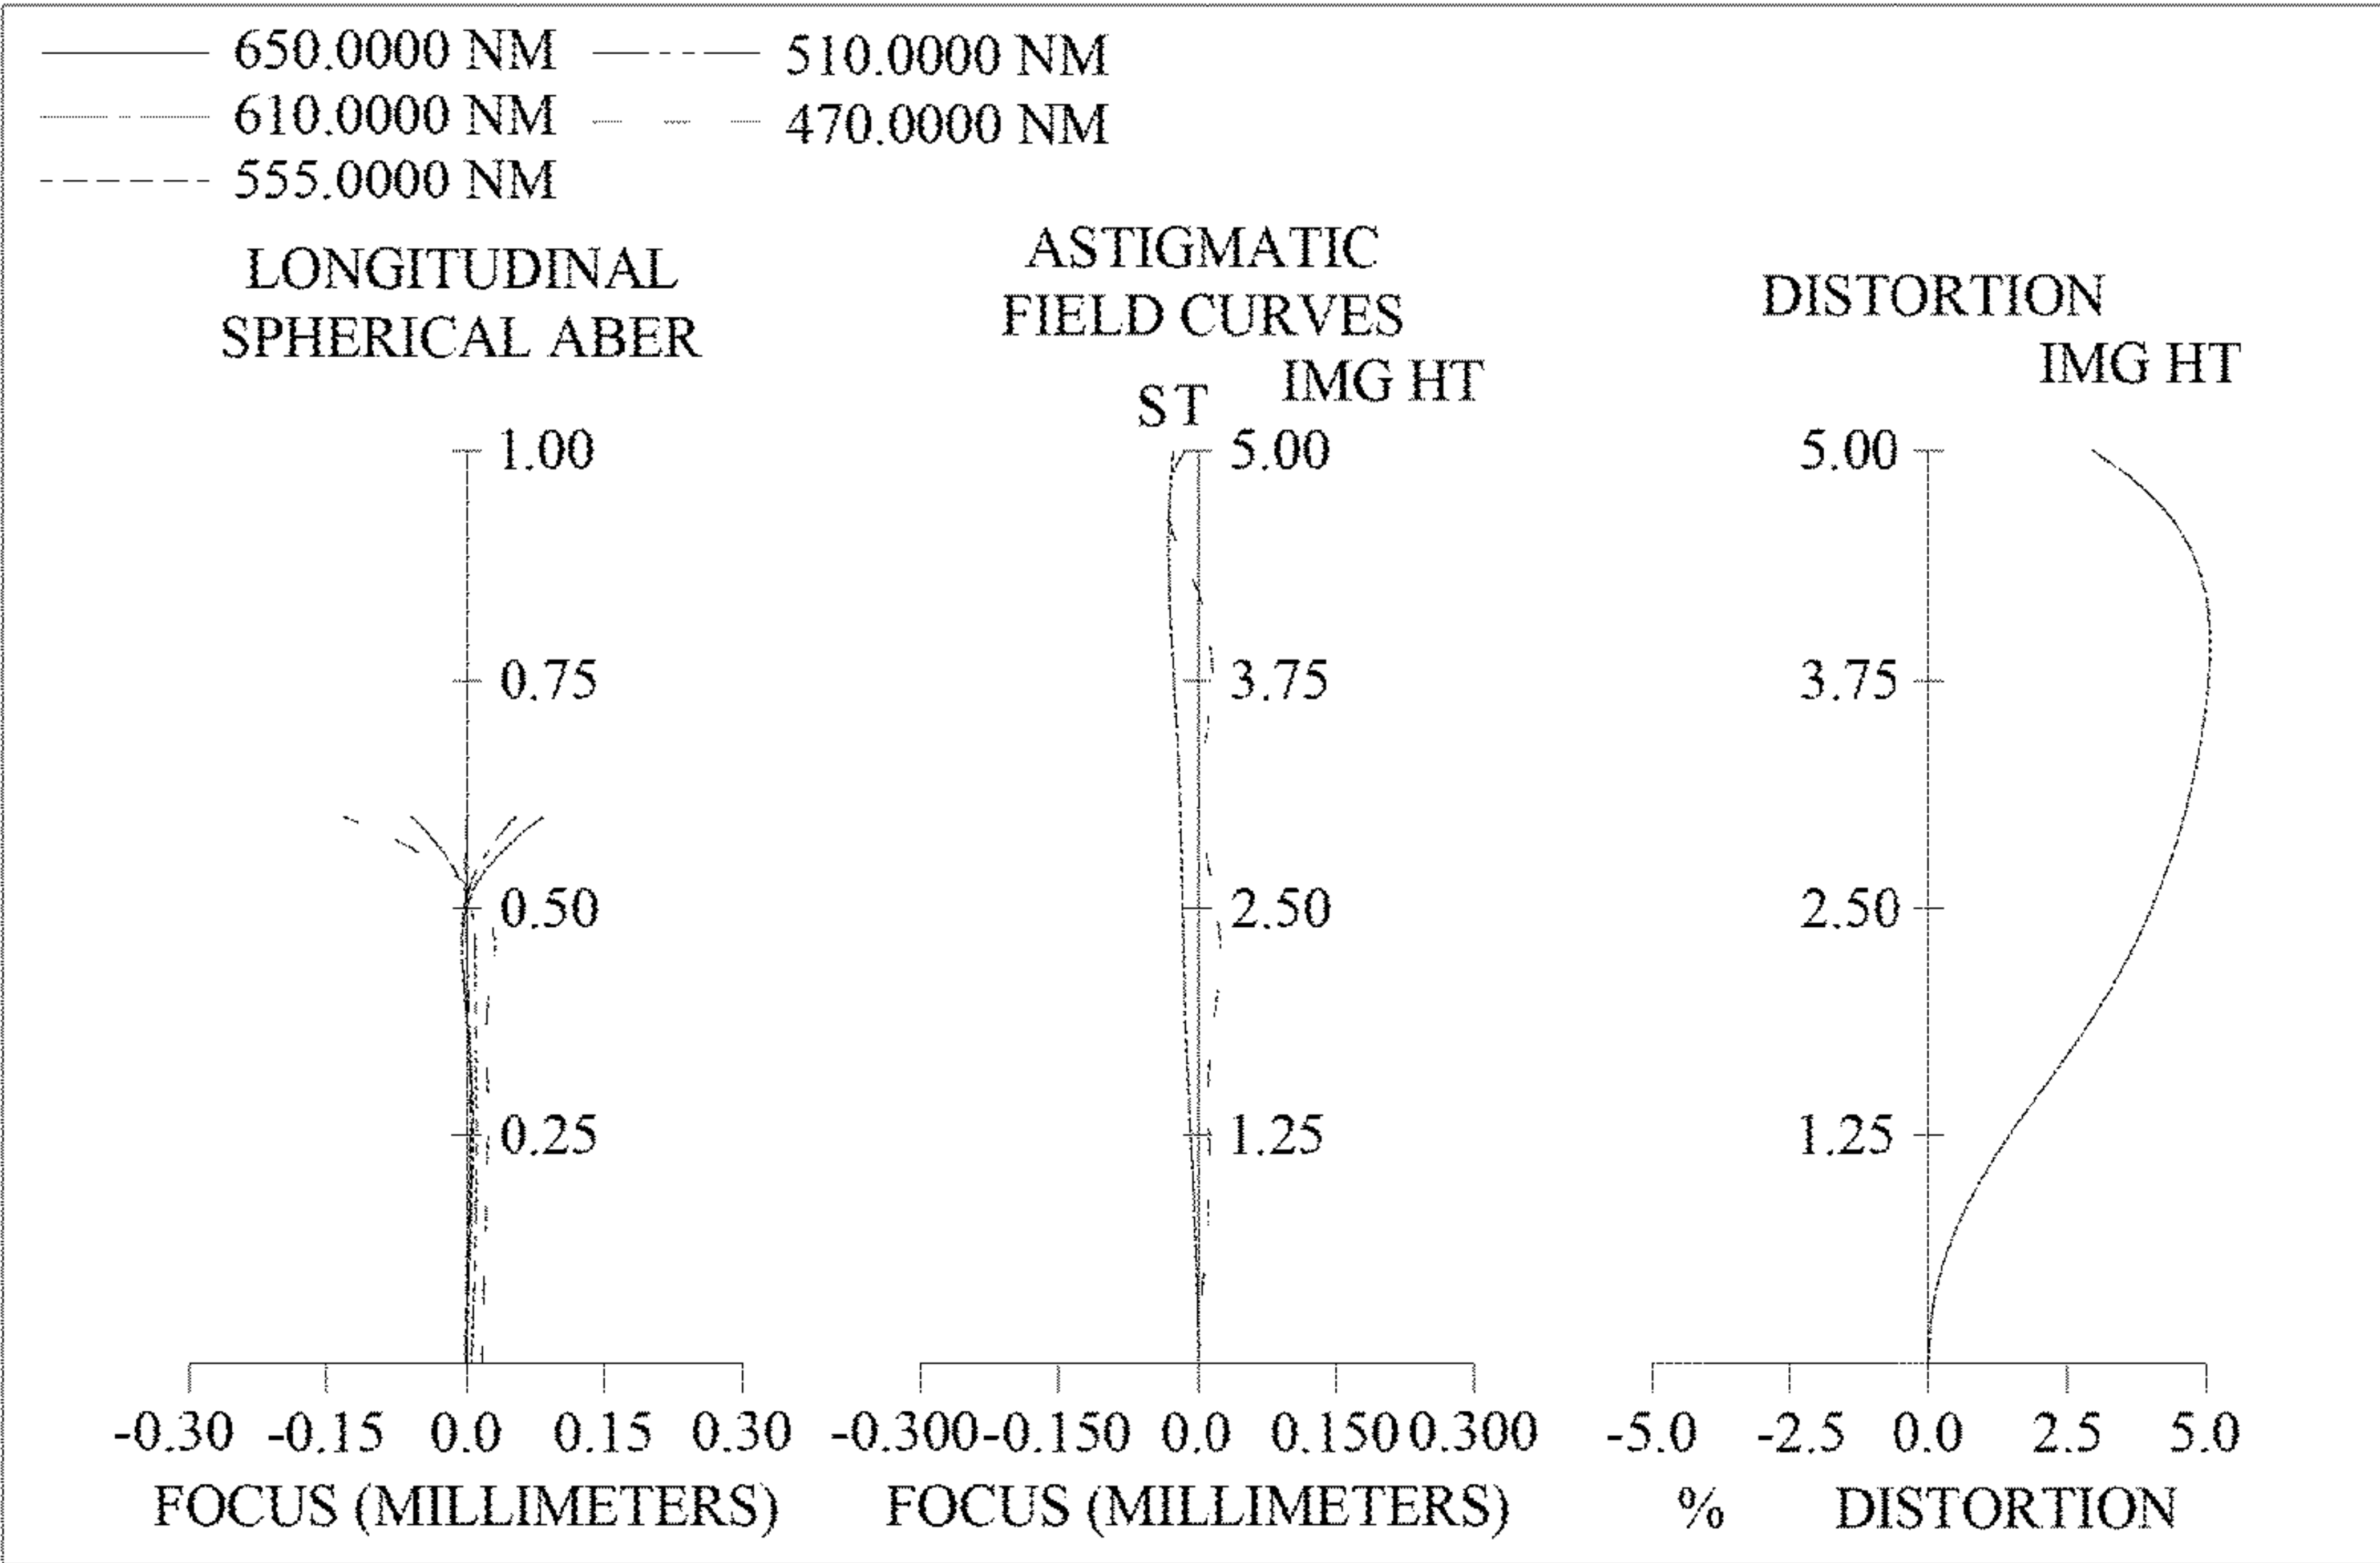 650.0000 NM
510.0000 NM
610.0000 NM
470.0000 NM
555.0000 NM
LONGITUDINAL
SPHERICAL ABER
1.00
0.75
0.50
0.25
-0.30 -0.15 0.0 0.15 0.30
FOCUS (MILLIMETERS)
ASTIGMATIC
FIELD CURVES
IMG HT
S T
5.00
3.75
2.50
1.25
-0.300 -0.150 0.0 0.150 0.300
FOCUS (MILLIMETERS)
DISTORTION
IMG HT
5.00
3.75
2.50
1.25
-5.0 -2.5 0.0 2.5 5.0
% DISTORTION